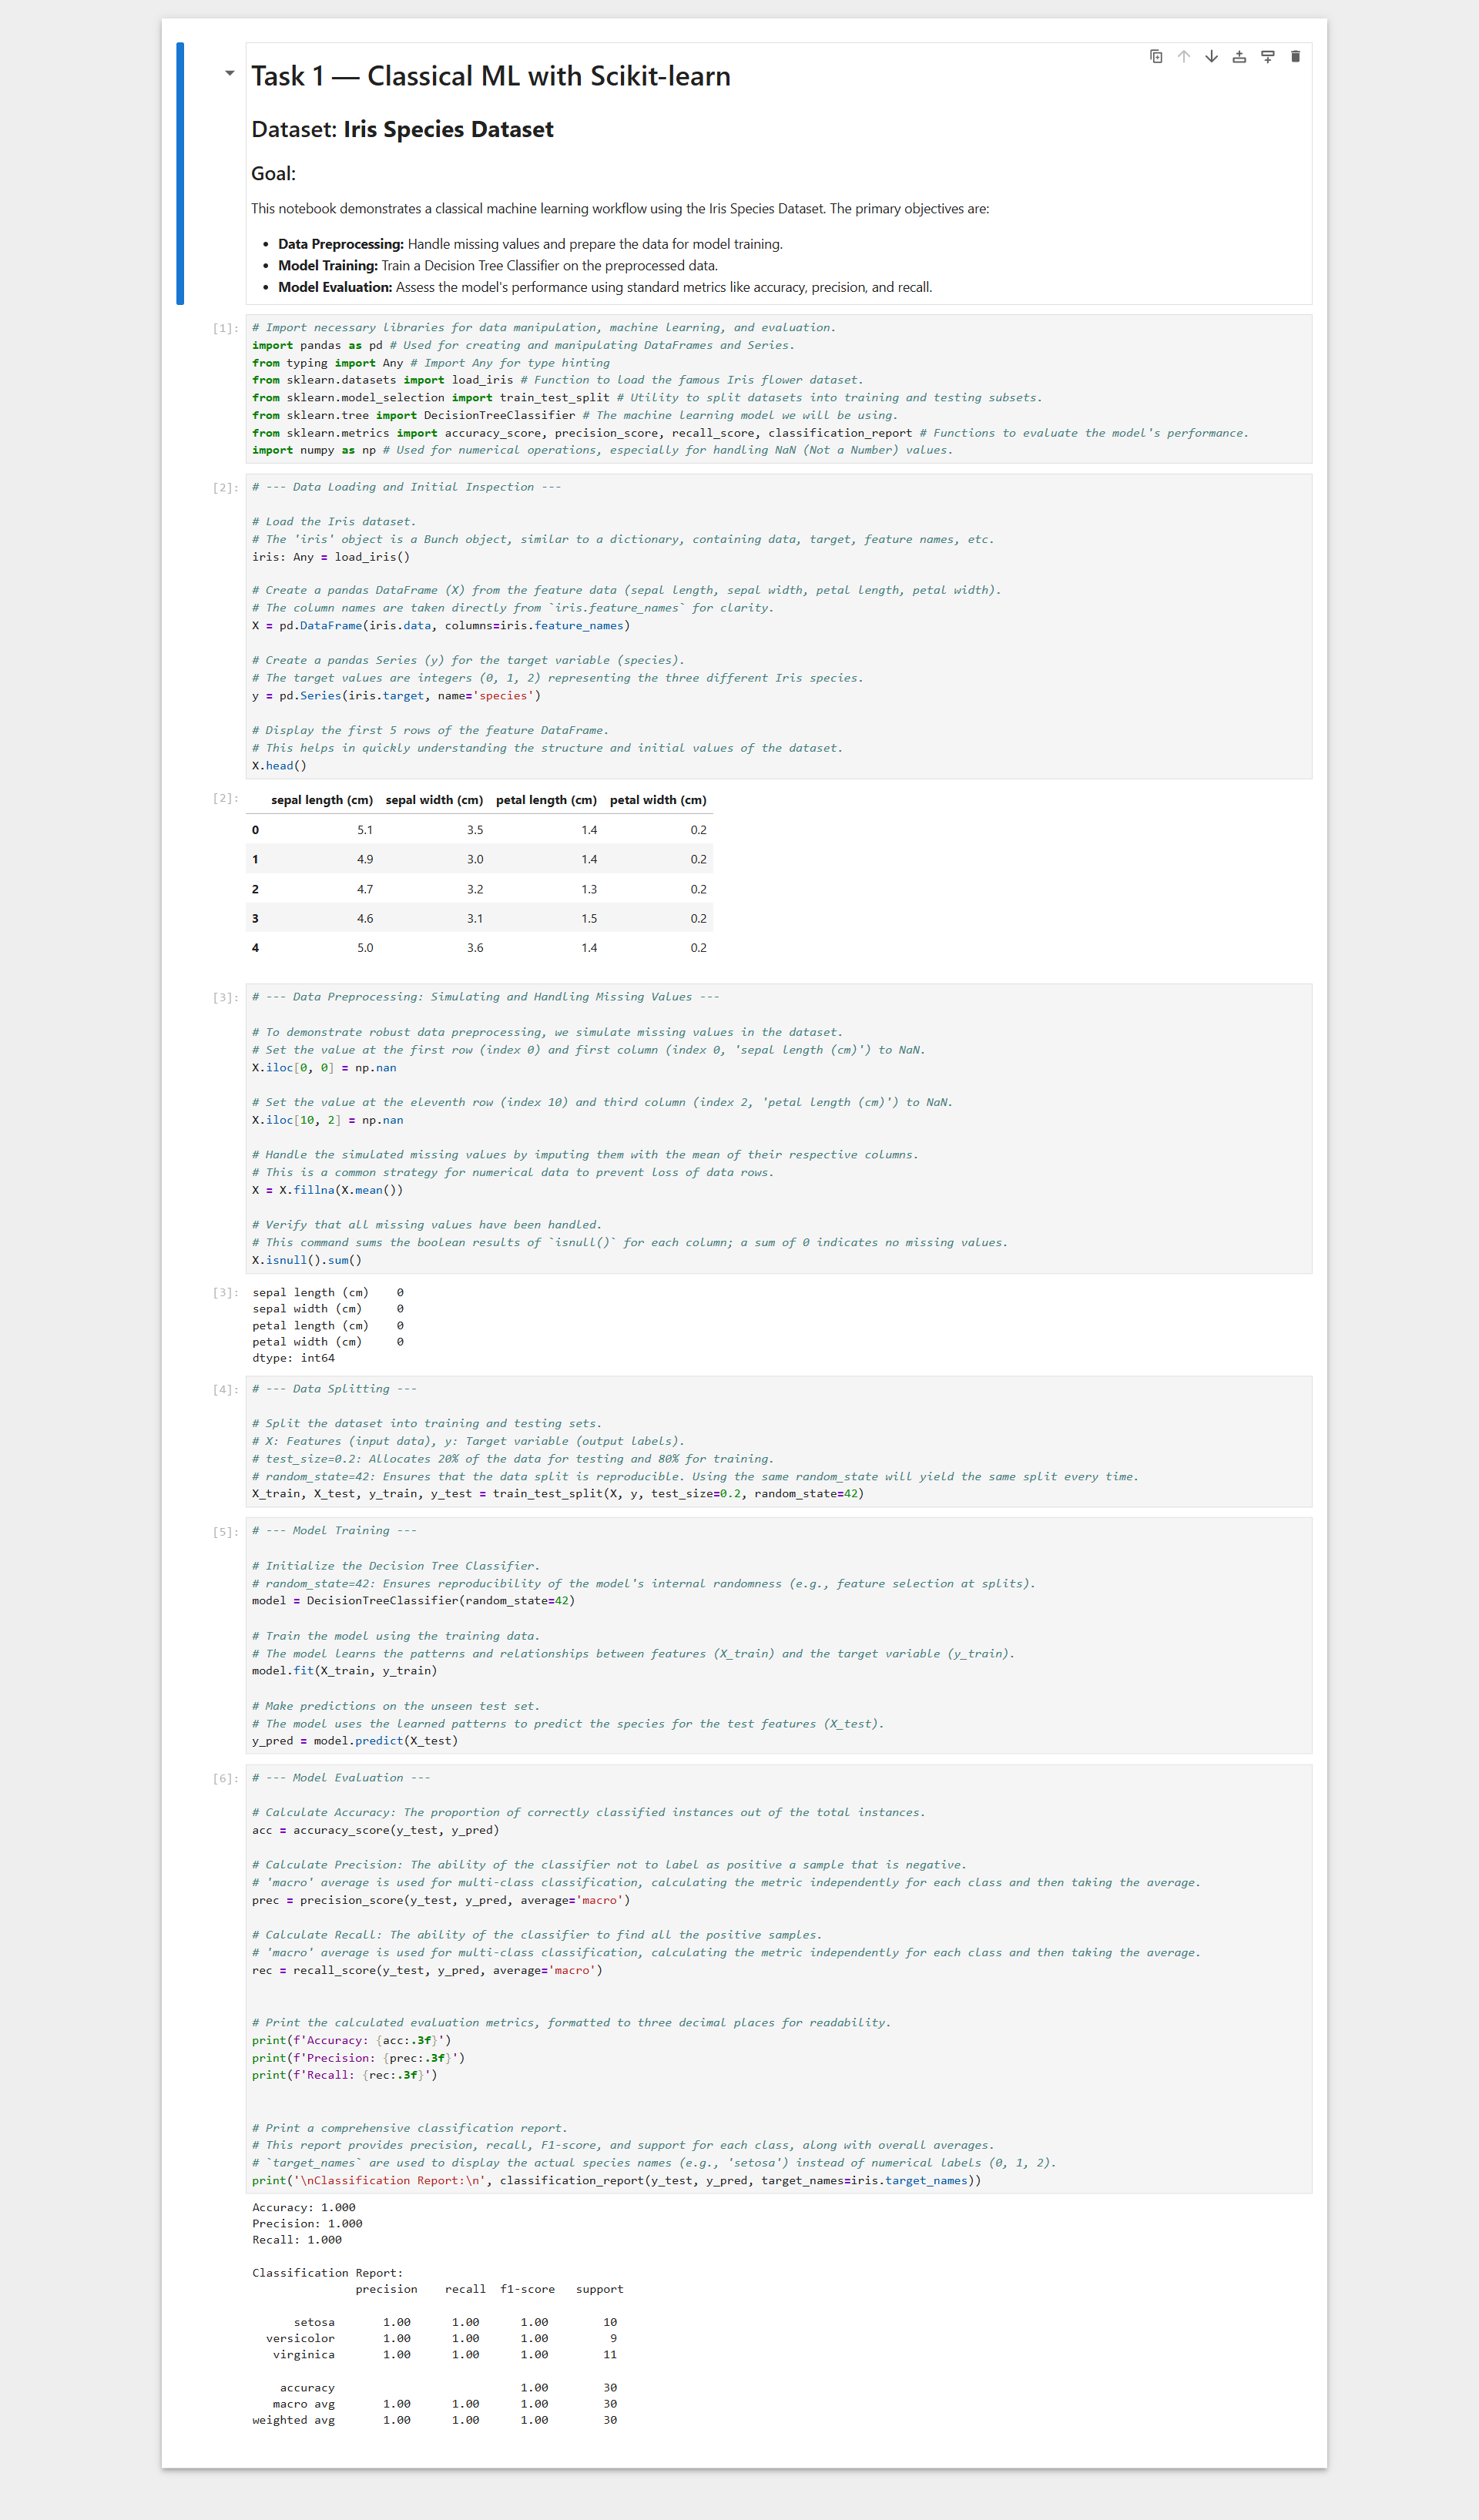 Task 1 — Classical ML with Scikit-learn
Dataset: Iris Species Dataset
Goal:
This notebook demonstrates a classical machine learning workflow using the Iris Species Dataset. The primary objectives are:
• Data Preprocessing: Handle missing values and prepare the data for model training.
• Model Training: Train a Decision Tree Classifier on the preprocessed data.
• Model Evaluation: Assess the model's performance using standard metrics like accuracy, precision, and recall.
[1]: # Import necessary libraries for data manipulation, machine learning, and evaluation.
import pandas as pd # Used for creating and manipulating DataFrames and Series.
from typing import Any # Import Any for type hinting
from sklearn.datasets import load_iris # Function to load the famous Iris flower dataset.
from sklearn.model_selection import train_test_split # Utility to split datasets into training and testing subsets.
from sklearn.tree import DecisionTreeClassifier # The machine learning model we will be using.
from sklearn.metrics import accuracy_score, precision_score, recall_score, classification_report # Functions to evaluate the model's performance.
import numpy as np # Used for numerical operations, especially for handling NaN (Not a Number) values.
[2]: # --- Data Loading and Initial Inspection ---
# Load the Iris dataset.
# The 'iris' object is a Bunch object, similar to a dictionary, containing data, target, feature names, etc.
iris: Any = load_iris()
# Create a pandas DataFrame (X) from the feature data (sepal length, sepal width, petal length, petal width).
# The column names are taken directly from `iris.feature_names` for clarity.
X = pd.DataFrame(iris.data, columns=iris.feature_names)
# Create a pandas Series (y) for the target variable (species).
# The target values are integers (0, 1, 2) representing the three different Iris species.
y = pd.Series(iris.target, name='species')
# Display the first 5 rows of the feature DataFrame.
# This helps in quickly understanding the structure and initial values of the dataset.
X.head()
[2]: sepal length (cm) sepal width (cm) petal length (cm) petal width (cm)
0 5.1 3.5 1.4 0.2
1 4.9 3.0 1.4 0.2
2 4.7 3.2 1.3 0.2
3 4.6 3.1 1.5 0.2
4 5.0 3.6 1.4 0.2
[3]: # --- Data Preprocessing: Simulating and Handling Missing Values ---
# To demonstrate robust data preprocessing, we simulate missing values in the dataset.
# Set the value at the first row (index 0) and first column (index 0, 'sepal length (cm)') to NaN.
X.iloc[0, 0] = np.nan
# Set the value at the eleventh row (index 10) and third column (index 2, 'petal length (cm)') to NaN.
X.iloc[10, 2] = np.nan
# Handle the simulated missing values by imputing them with the mean of their respective columns.
# This is a common strategy for numerical data to prevent loss of data rows.
X = X.fillna(X.mean())
# Verify that all missing values have been handled.
# This command sums the boolean results of `isnull()` for each column; a sum of 0 indicates no missing values.
X.isnull().sum()
[3]: sepal length (cm) 0
sepal width (cm) 0
petal length (cm) 0
petal width (cm) 0
dtype: int64
[4]: # --- Data Splitting ---
# Split the dataset into training and testing sets.
# X: Features (input data), y: Target variable (output labels).
# test_size=0.2: Allocates 20% of the data for testing and 80% for training.
# random_state=42: Ensures that the data split is reproducible. Using the same random_state will yield the same split every time.
X_train, X_test, y_train, y_test = train_test_split(X, y, test_size=0.2, random_state=42)
[5]: # --- Model Training ---
# Initialize the Decision Tree Classifier.
# random_state=42: Ensures reproducibility of the model's internal randomness (e.g., feature selection at splits).
model = DecisionTreeClassifier(random_state=42)
# Train the model using the training data.
# The model learns the patterns and relationships between features (X_train) and the target variable (y_train).
model.fit(X_train, y_train)
# Make predictions on the unseen test set.
# The model uses the learned patterns to predict the species for the test features (X_test).
y_pred = model.predict(X_test)
[6]: # --- Model Evaluation ---
# Calculate Accuracy: The proportion of correctly classified instances out of the total instances.
acc = accuracy_score(y_test, y_pred)
# Calculate Precision: The ability of the classifier not to label as positive a sample that is negative.
# 'macro' average is used for multi-class classification, calculating the metric independently for each class and then taking the average.
prec = precision_score(y_test, y_pred, average='macro')
# Calculate Recall: The ability of the classifier to find all the positive samples.
# 'macro' average is used for multi-class classification, calculating the metric independently for each class and then taking the average.
rec = recall_score(y_test, y_pred, average='macro')
# Print the calculated evaluation metrics, formatted to three decimal places for readability.
print(f'Accuracy: {acc:.3f}')
print(f'Precision: {prec:.3f}')
print(f'Recall: {rec:.3f}')
# Print a comprehensive classification report.
# This report provides precision, recall, F1-score, and support for each class, along with overall averages.
# `target_names` are used to display the actual species names (e.g., 'setosa') instead of numerical labels (0, 1, 2).
print('\nClassification Report:\n', classification_report(y_test, y_pred, target_names=iris.target_names))
Accuracy: 1.000
Precision: 1.000
Recall: 1.000
Classification Report:
precision recall f1-score support
setosa 1.00 1.00 1.00 10
versicolor 1.00 1.00 1.00 9
virginica 1.00 1.00 1.00 11
accuracy 1.00 30
macro avg 1.00 1.00 1.00 30
weighted avg 1.00 1.00 1.00 30